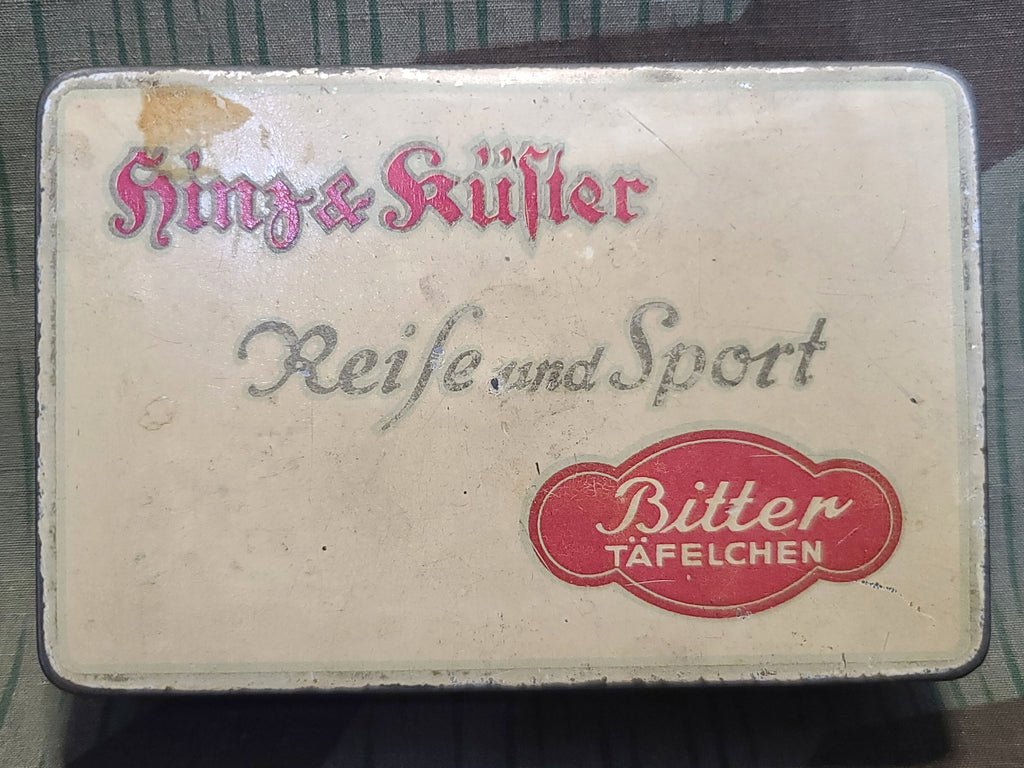 Hinz & Küſter
Reiſe und Sport
Bitter
TÄFELCHEN